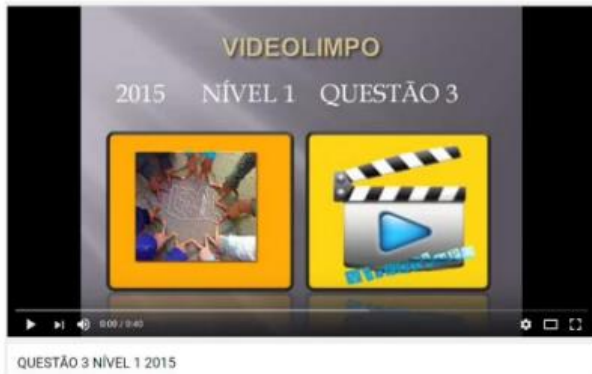 VIDEOLIMPO
2015 NÍVEL 1 QUESTÃO 3
0:00 / 0:40
QUESTÃO 3 NÍVEL 1 2015